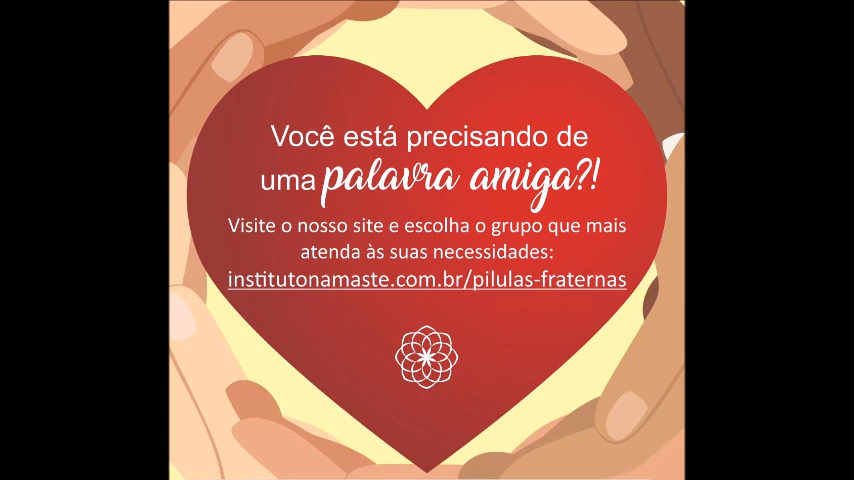 Você está precisando de
uma palavra amiga?!
Visite o nosso site e escolha o grupo que mais
atenda às suas necessidades:
institutonamaste.com.br/pilulas-fraternas